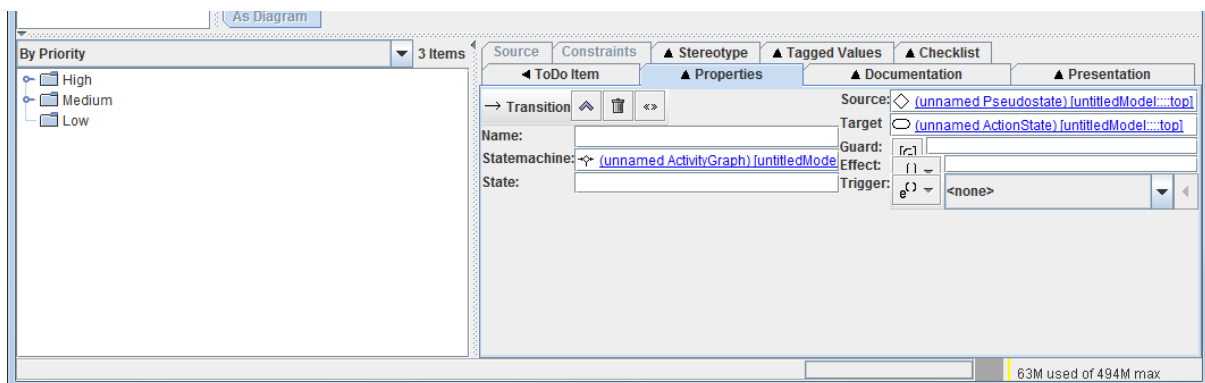 As Diagram
By Priority
3 Items
High
Medium
Low
Source Constraints ▲ Stereotype ▲ Tagged Values ▲ Checklist
◀ ToDo Item ▲ Properties ▲ Documentation ▲ Presentation
→ Transition
Name:
Statemachine: (unnamed ActivityGraph) [untitledMode
State:
Source: (unnamed Pseudostate) [untitledModel::::top]
Target (unnamed ActionState) [untitledModel::::top]
Guard: [c]
Effect: ()
Trigger: e() <none>
63M used of 494M max